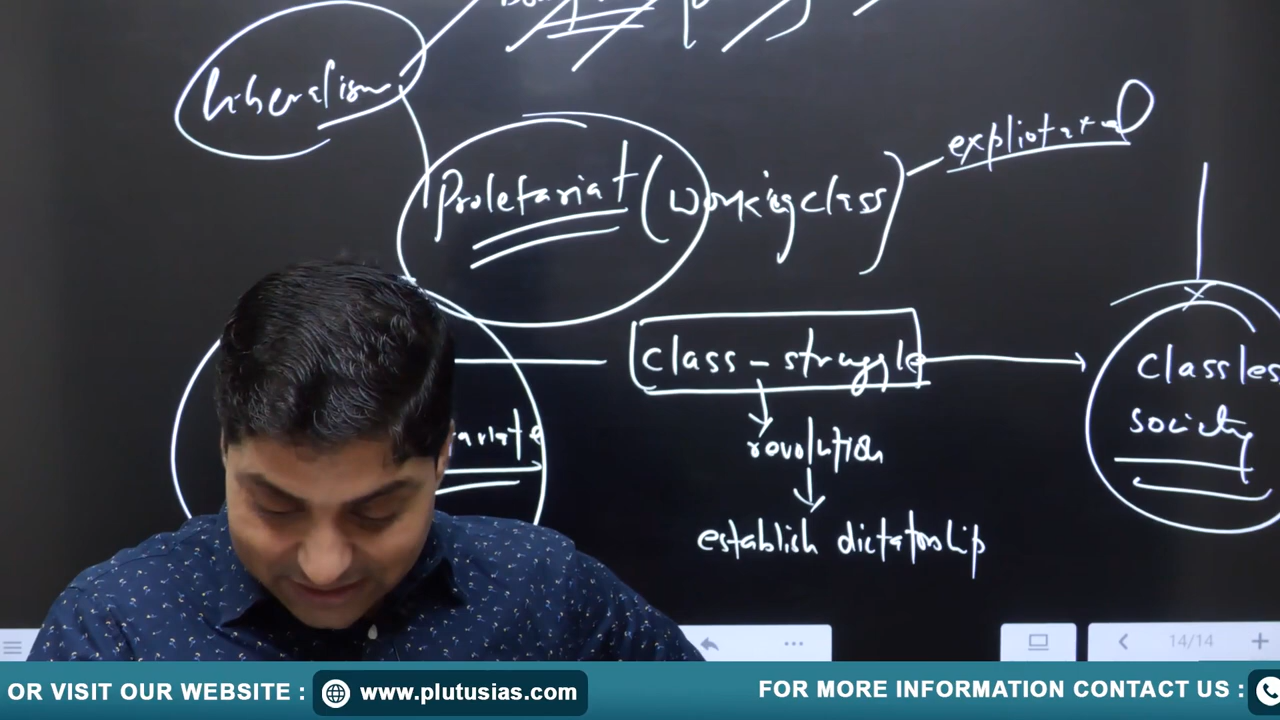 liberalism
exploitated
Proletariat (working class)
class - struggle
classles
society
revolution
establish dictatorship
14/14
OR VISIT OUR WEBSITE : www.plutusias.com
FOR MORE INFORMATION CONTACT US :